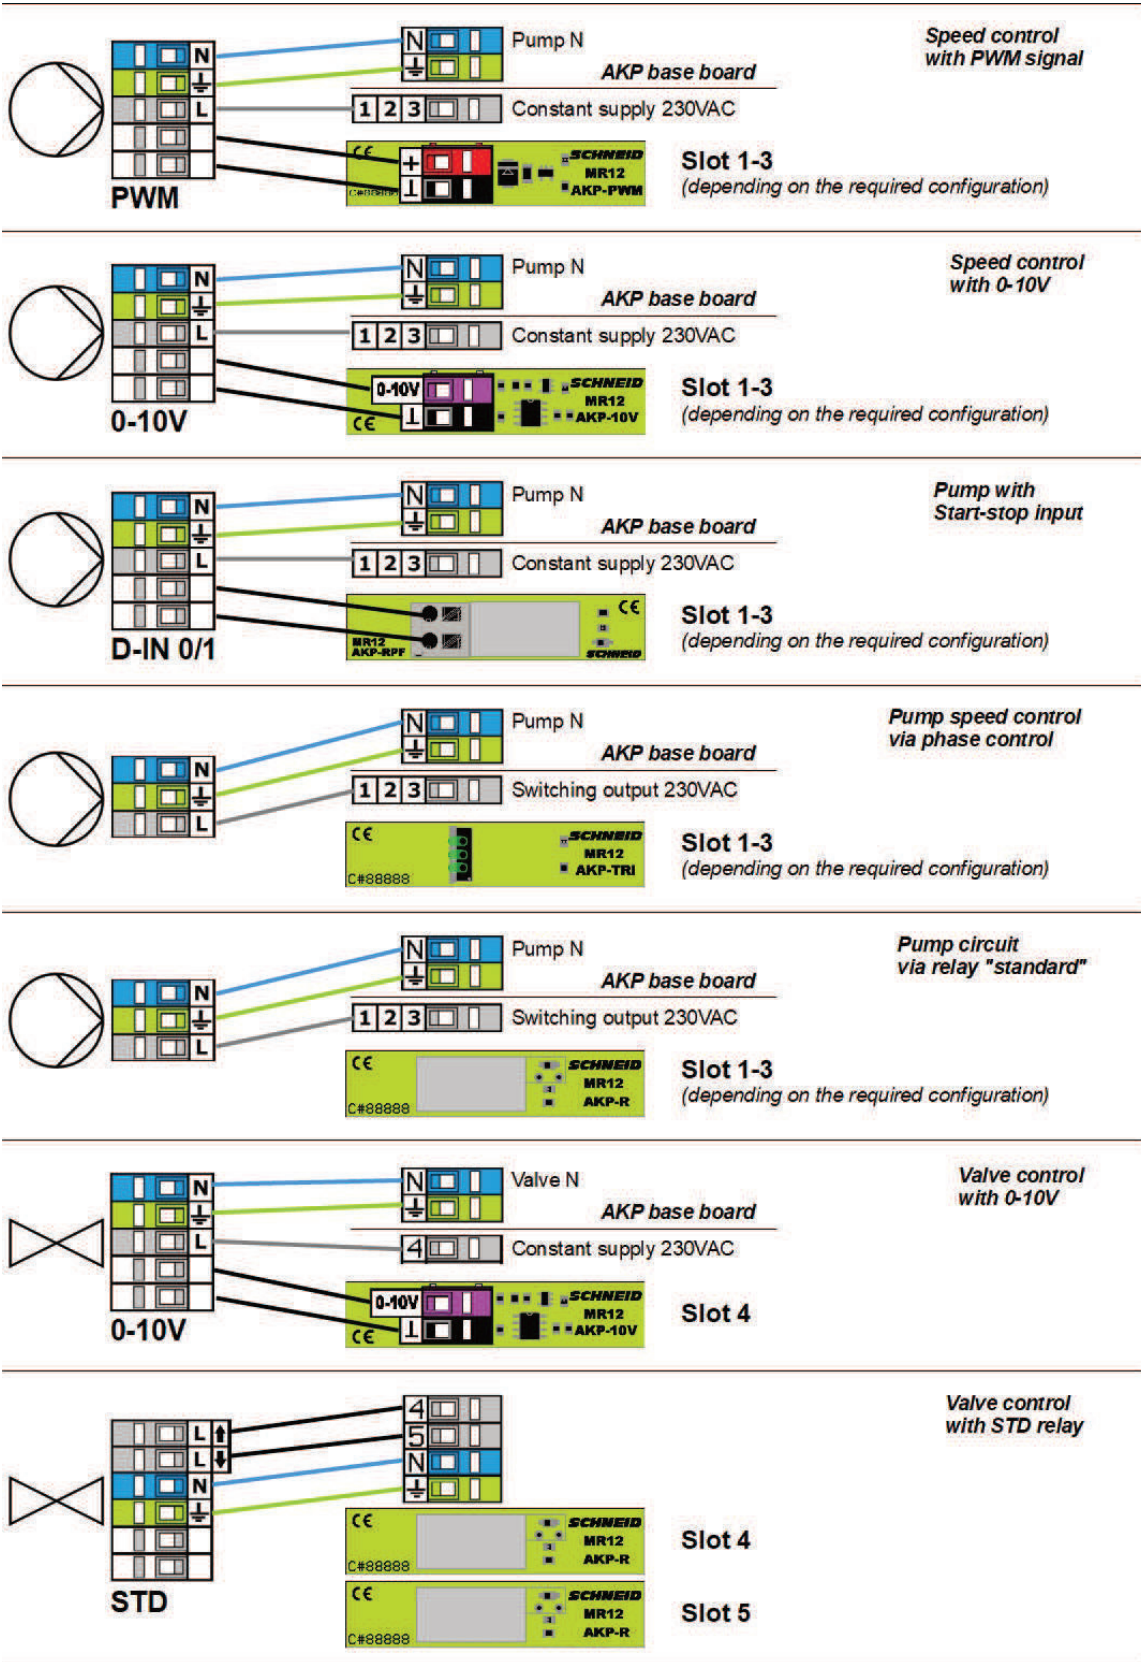 N Pump N
Speed control
with PWM signal
N
AKP base board
L
1 2 3 Constant supply 230VAC
CE SCHNEID
+ MR12
AKP-PWM
Slot 1-3
(depending on the required configuration)
PWM
N Pump N
Speed control
with 0-10V
N
AKP base board
L
1 2 3 Constant supply 230VAC
0-10V SCHNEID
MR12
CE AKP-10V
Slot 1-3
(depending on the required configuration)
0-10V
N Pump N
Pump with
Start-stop input
N
AKP base board
L
1 2 3 Constant supply 230VAC
CE
MR12
AKP-RPF
SCHNEID
Slot 1-3
(depending on the required configuration)
D-IN 0/1
N Pump N
Pump speed control
via phase control
AKP base board
N
L
1 2 3 Switching output 230VAC
CE SCHNEID
MR12
C#88888 AKP-TRI
Slot 1-3
(depending on the required configuration)
N Pump N
Pump circuit
via relay "standard"
AKP base board
N
L
1 2 3 Switching output 230VAC
CE SCHNEID
MR12
C#88888 AKP-R
Slot 1-3
(depending on the required configuration)
N Valve N
Valve control
with 0-10V
N
AKP base board
L
4 Constant supply 230VAC
0-10V SCHNEID
MR12
CE AKP-10V
Slot 4
0-10V
4
Valve control
with STD relay
L
5
L
N
N
CE SCHNEID
MR12
C#88888 AKP-R
Slot 4
STD
CE SCHNEID
MR12
C#88888 AKP-R
Slot 5